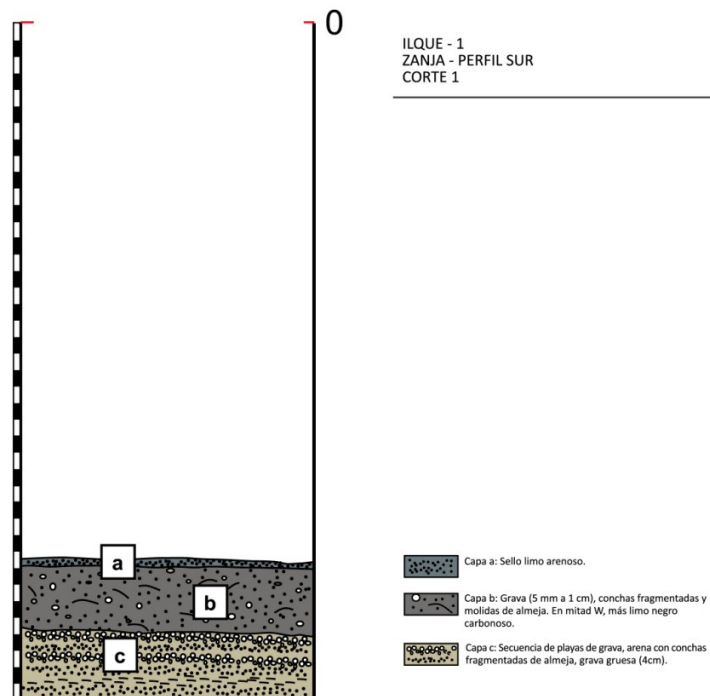 0
ILQUE - 1
ZANJA - PERFIL SUR
CORTE 1
a
b
c
Capa a: Sello limo arenoso.
Capa b: Grava (5 mm a 1 cm), conchas fragmentadas y
molidas de almeja. En mitad W, más limo negro
carbonoso.
Capa c: Secuencia de playas de grava, arena con conchas
fragmentadas de almeja, grava gruesa (4cm).